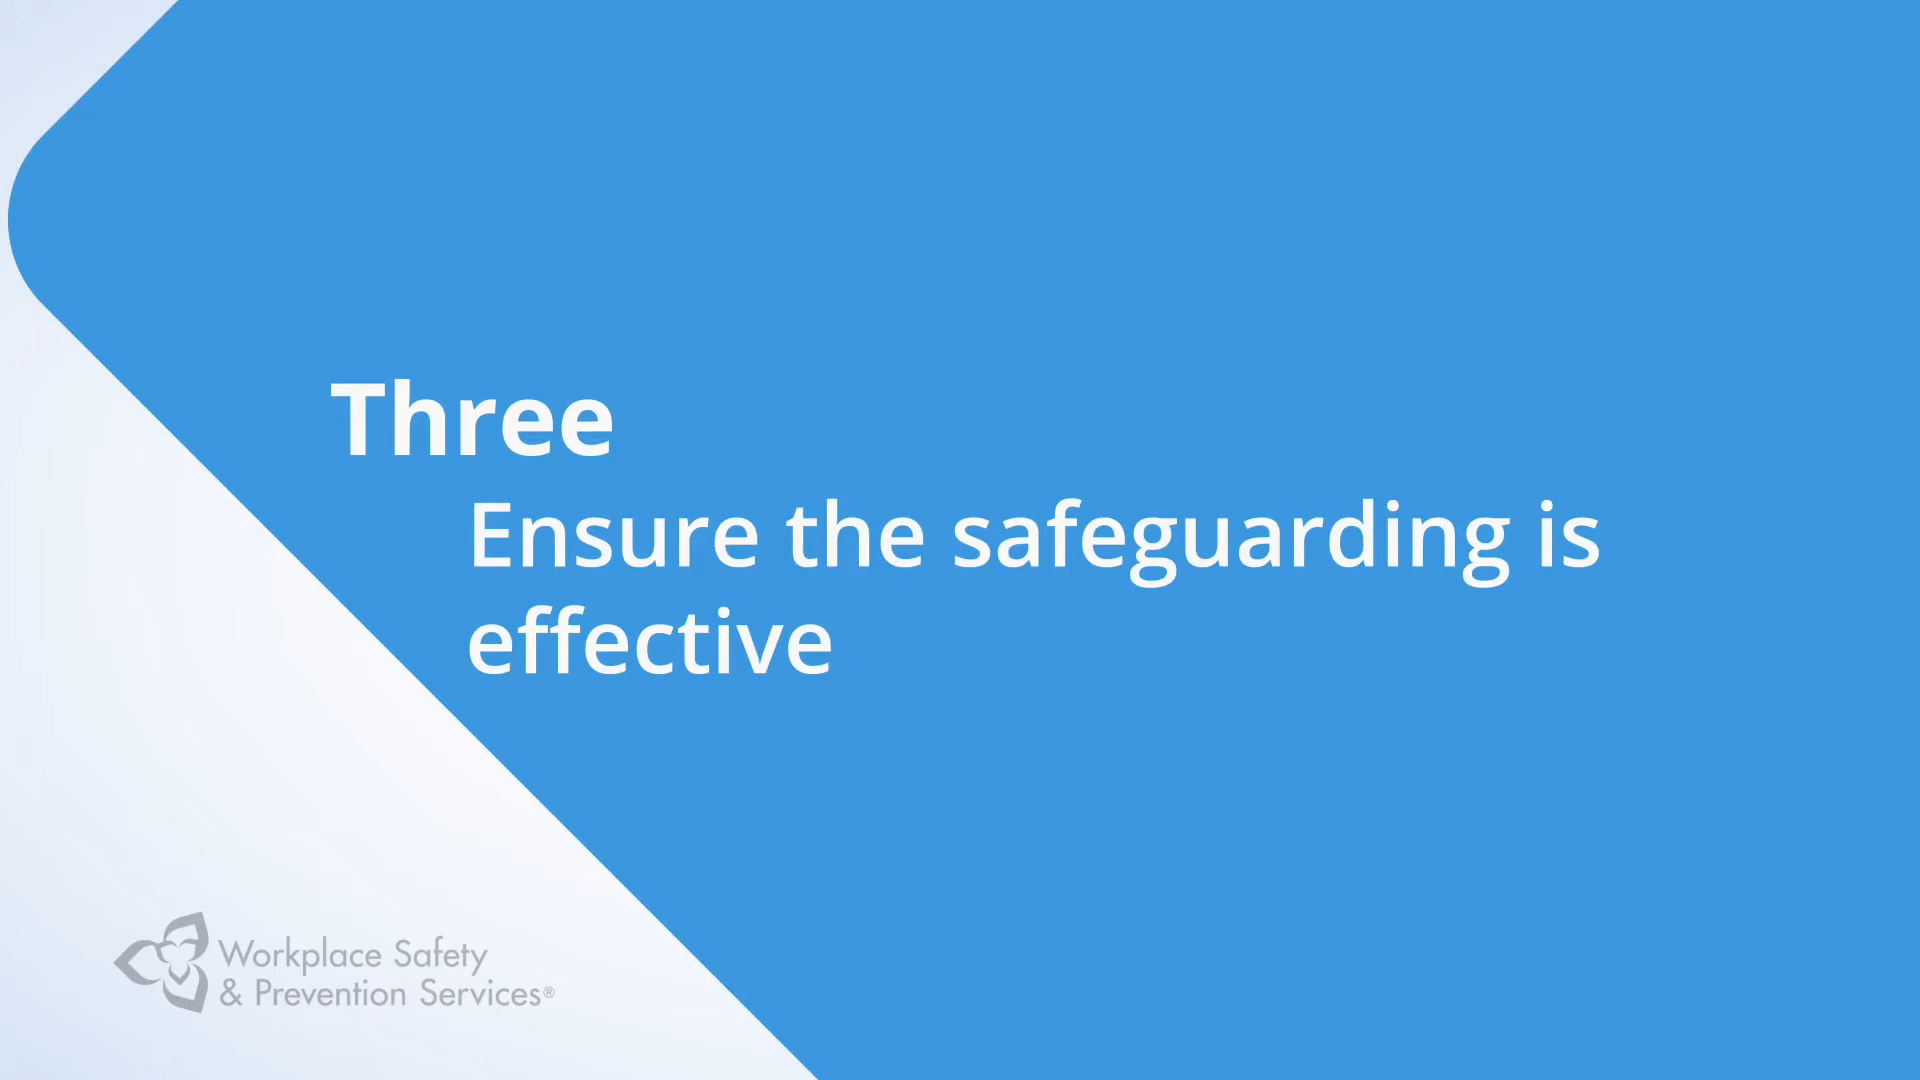 Three
Ensure the safeguarding is
effective
Workplace Safety
& Prevention Services®